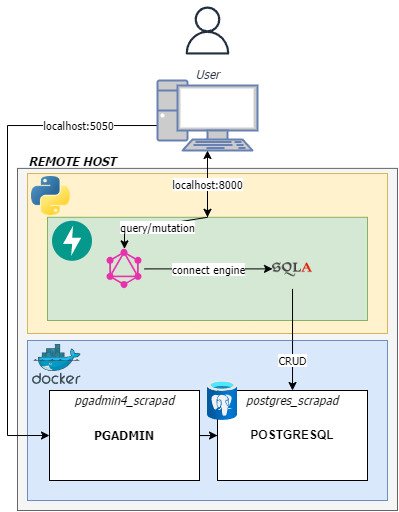 User
localhost:5050
REMOTE HOST
localhost:8000
query/mutation
connect engine
SQLA
CRUD
docker
pgadmin4_scrapad
postgres_scrapad
PGADMIN
POSTGRESQL